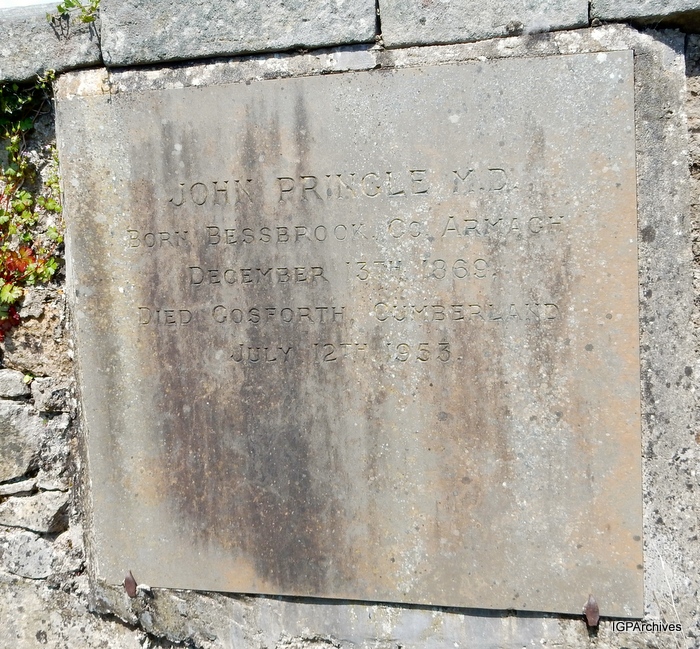 JOHN PRINGLE M.D.
BORN BESSBROOK, CO. ARMAGH
DECEMBER 13TH 1869.
DIED GOSFORTH, CUMBERLAND
JULY 12TH 1953.
IGPArchives